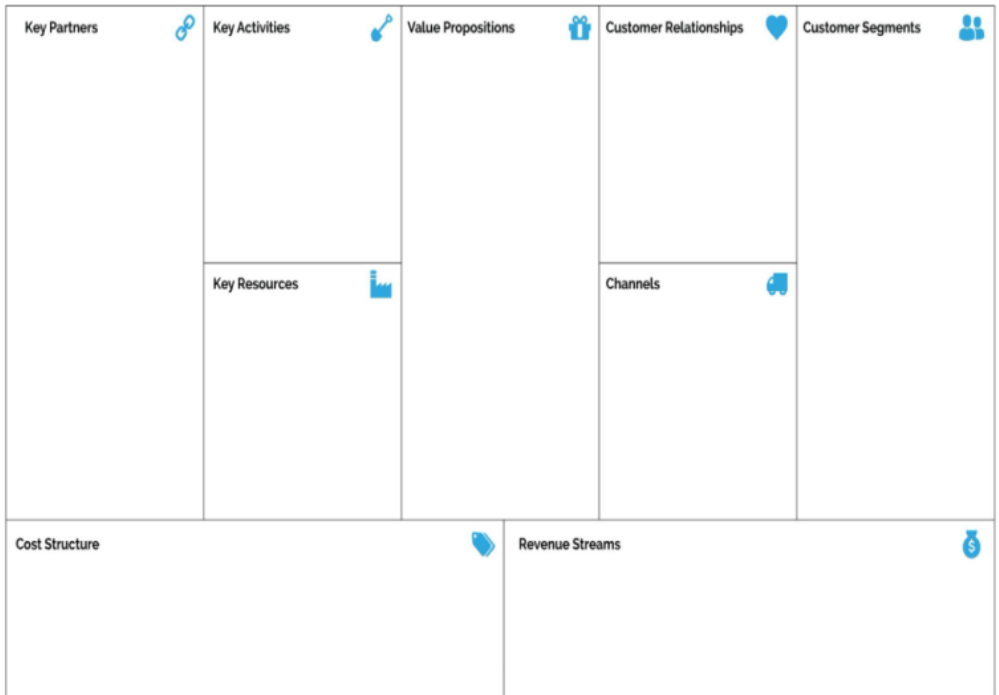 Key Partners
Key Activities
Value Propositions
Customer Relationships
Customer Segments
Key Resources
Channels
Cost Structure
Revenue Streams
$